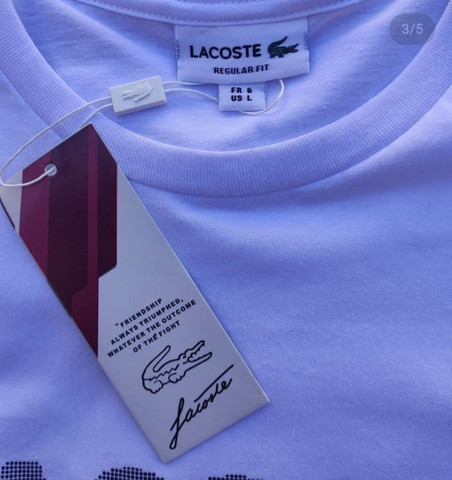 3/5
LACOSTE
REGULAR FIT
FR 6
US L
"FRIENDSHIP
ALWAYS TRIUMPHED,
WHATEVER THE OUTCOME
OF THE FIGHT
Lacoste